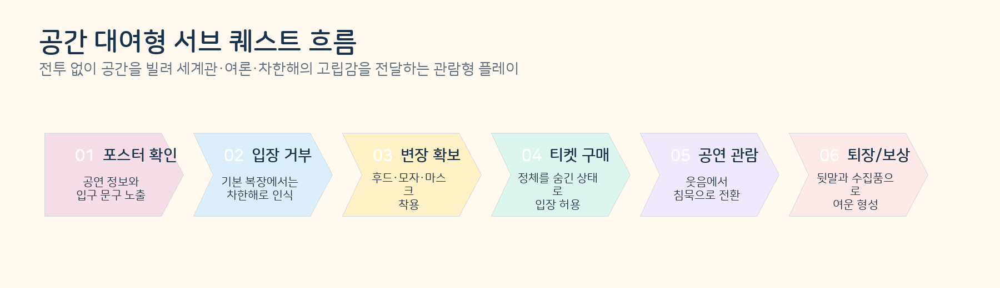 공간 대여형 서브 퀘스트 흐름
전투 없이 공간을 빌려 세계관·여론·차한해의 고립감을 전달하는 관람형 플레이
01 포스터 확인
공연 정보와
입구 문구 노출
02 입장 거부
기본 복장에서는
차한해로 인식
03 변장 확보
후드·모자·마스
크
착용
04 티켓 구매
정체를 숨긴 상태
로
입장 허용
05 공연 관람
웃음에서
침묵으로 전환
06 퇴장/보상
뒷말과 수집품으
로
여운 형성